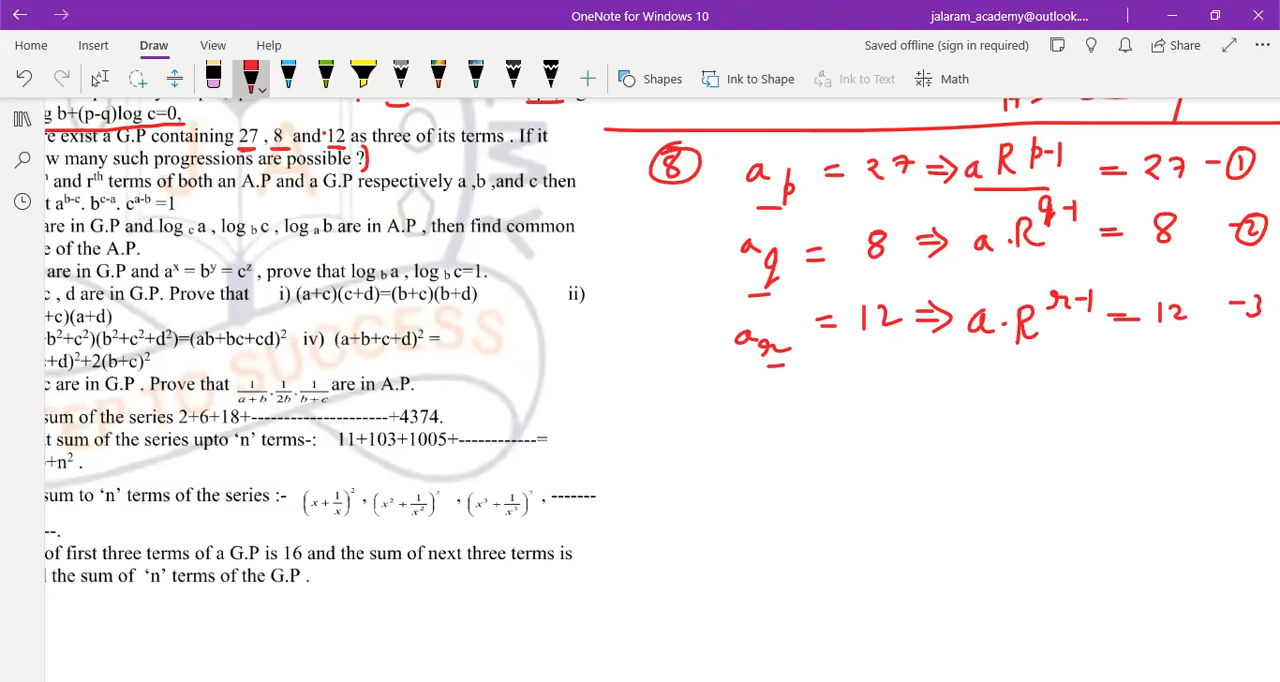 OneNote for Windows 10
jalaram_academy@outlook....
Home Insert Draw View Help
Saved offline (sign in required) Share
Shapes Ink to Shape Ink to Text Math
g b+(p-q)log c=0,
re exist a G.P containing 27 , 8 and 12 as three of its terms . If it
w many such progressions are possible ?)
and rᵗʰ terms of both an A.P and a G.P respectively a ,b ,and c then
t aᵇ⁻ᶜ. bᶜ⁻ᵃ. cᵃ⁻ᵇ =1
are in G.P and log c a , log b c , log a b are in A.P , then find common
e of the A.P.
are in G.P and aˣ = bʸ = cᶻ , prove that log b a , log b c=1.
c , d are in G.P. Prove that i) (a+c)(c+d)=(b+c)(b+d) ii)
+c)(a+d)
b²+c²)(b²+c²+d²)=(ab+bc+cd)² iv) (a+b+c+d)² =
+d)²+2(b+c)²
c are in G.P . Prove that 1/(a+b) , 1/2b , 1/(b+c) are in A.P.
sum of the series 2+6+18+----------------------+4374.
t sum of the series upto ‘n’ terms-: 11+103+1005+------------=
+n² .
sum to ‘n’ terms of the series :- (x+1/x)² , (x²+1/x²)² , (x³+1/x³)² , -------
--.
of first three terms of a G.P is 16 and the sum of next three terms is
the sum of ‘n’ terms of the G.P .
J A
TO SUCCESS
⑧ a_p = 27 ⇒ a R^(p-1) = 27 - ①
a_q = 8 ⇒ a . R^(q-1) = 8 ②
a_r = 12 ⇒ a . R^(r-1) = 12 - 3